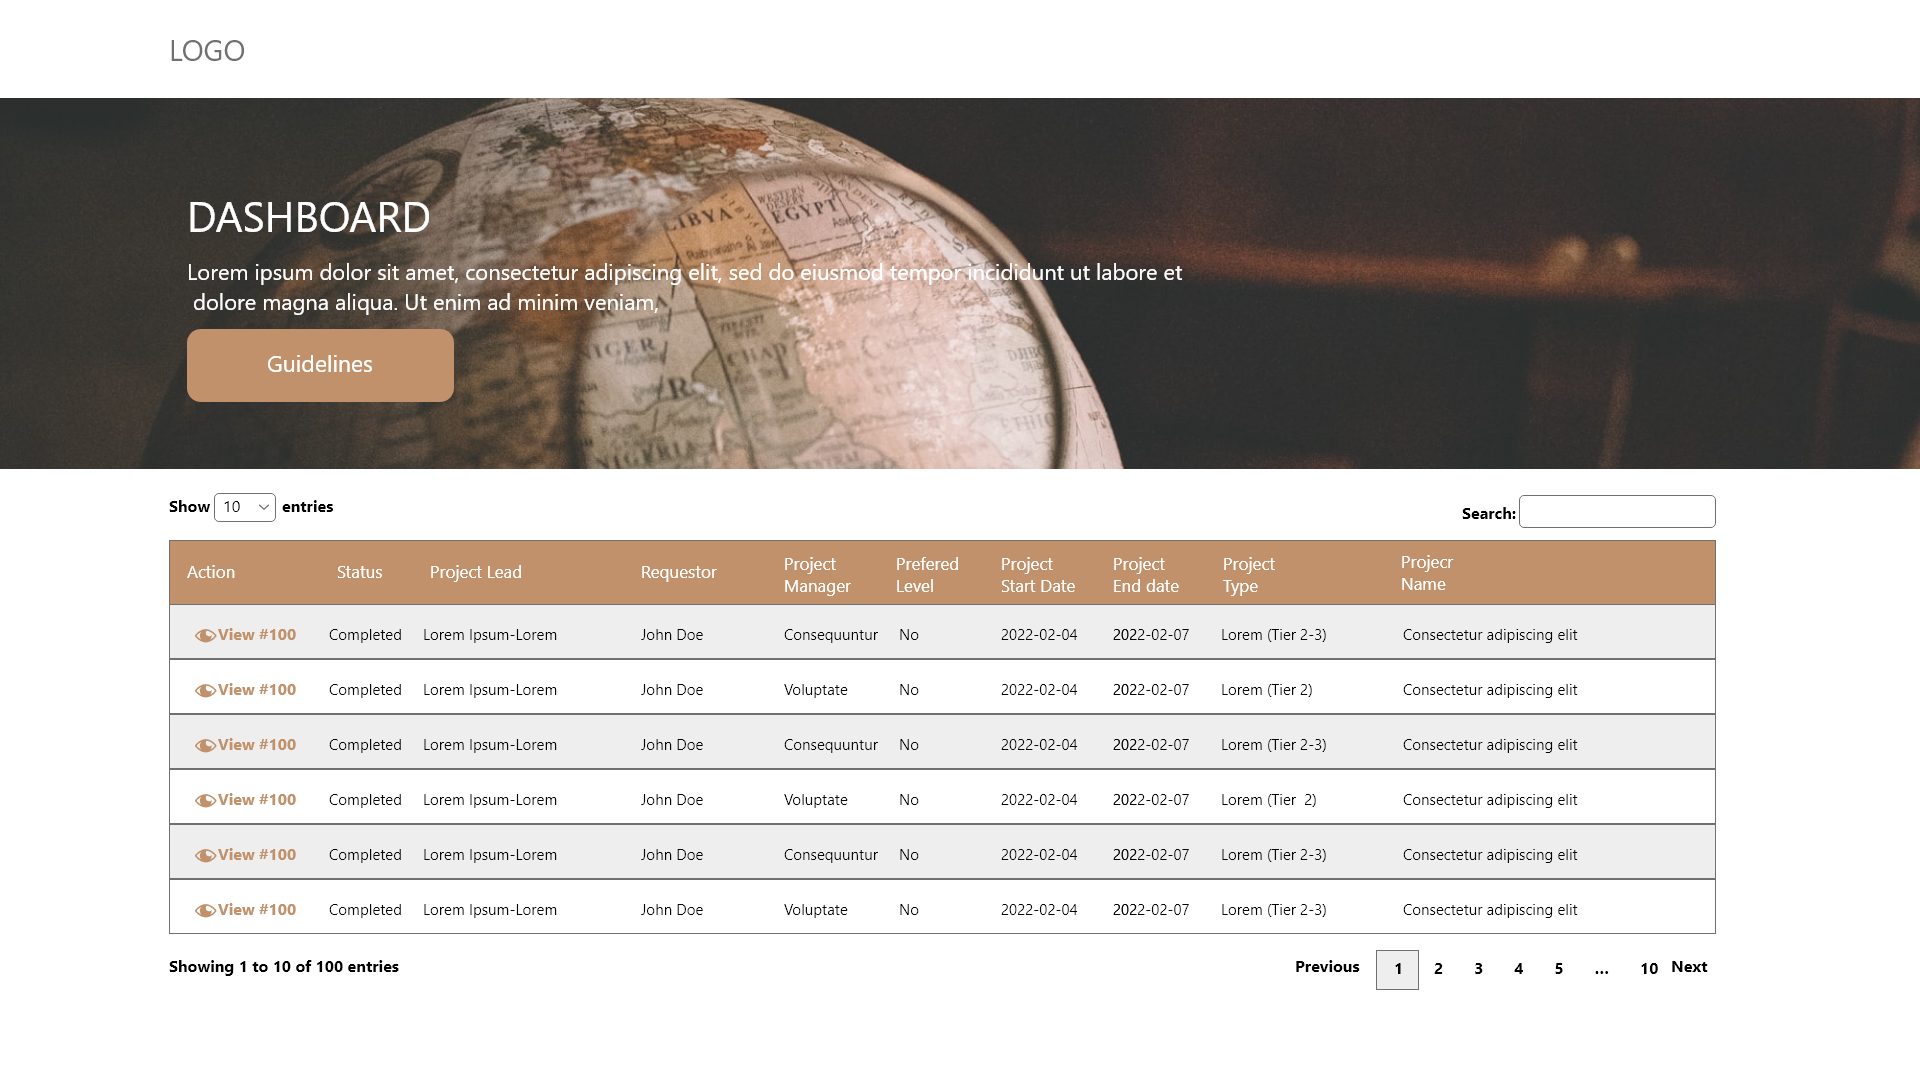 LOGO
LIBYA
WESTERN
DESERT
EGYPT
DASHBOARD
Lorem ipsum dolor sit amet, consectetur adipiscing elit, sed do eiusmod tempor incididunt ut labore et
dolore magna aliqua. Ut enim ad minim veniam,
NIGER
CHAD
Guidelines
NIGERIA
Show 10 entries
Search:
Action Status Project Lead Requestor Project Manager Prefered Level Project Start Date Project End date Project Type Projecr Name
View #100 Completed Lorem Ipsum-Lorem John Doe Consequuntur No 2022-02-04 2022-02-07 Lorem (Tier 2-3) Consectetur adipiscing elit
View #100 Completed Lorem Ipsum-Lorem John Doe Voluptate No 2022-02-04 2022-02-07 Lorem (Tier 2) Consectetur adipiscing elit
View #100 Completed Lorem Ipsum-Lorem John Doe Consequuntur No 2022-02-04 2022-02-07 Lorem (Tier 2-3) Consectetur adipiscing elit
View #100 Completed Lorem Ipsum-Lorem John Doe Voluptate No 2022-02-04 2022-02-07 Lorem (Tier  2) Consectetur adipiscing elit
View #100 Completed Lorem Ipsum-Lorem John Doe Consequuntur No 2022-02-04 2022-02-07 Lorem (Tier 2-3) Consectetur adipiscing elit
View #100 Completed Lorem Ipsum-Lorem John Doe Voluptate No 2022-02-04 2022-02-07 Lorem (Tier 2-3) Consectetur adipiscing elit
Showing 1 to 10 of 100 entries
Previous 1 2 3 4 5 ... 10 Next